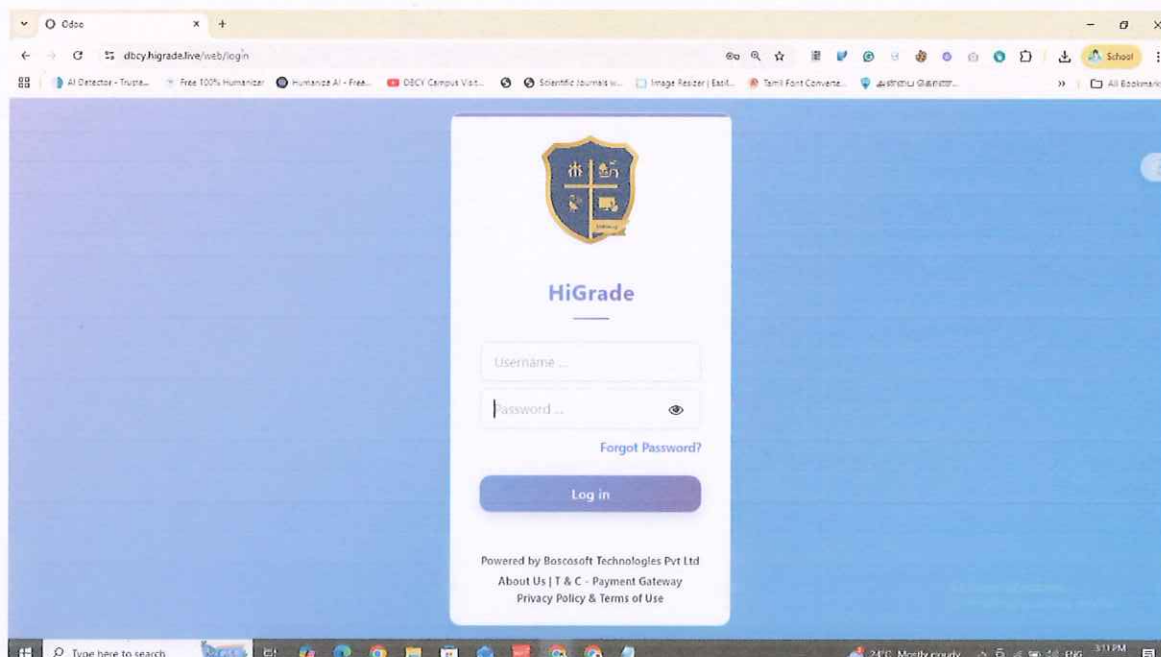 Odoo
dbcy.higrade.live/web/login
School
AI Detector - Truste...
Free 100% Humanizer
Humanize AI - Free...
DBCY Campus Visit...
Scientific Journals w...
Image Resizer | Easil...
Tamil Font Converte...
All Bookmarks
HiGrade
Username ...
Password ...
Forgot Password?
Log in
Powered by Boscosoft Technologies Pvt Ltd
About Us | T & C - Payment Gateway
Privacy Policy & Terms of Use
Type here to search
24°C Mostly cloudy
ENG
3:11 PM